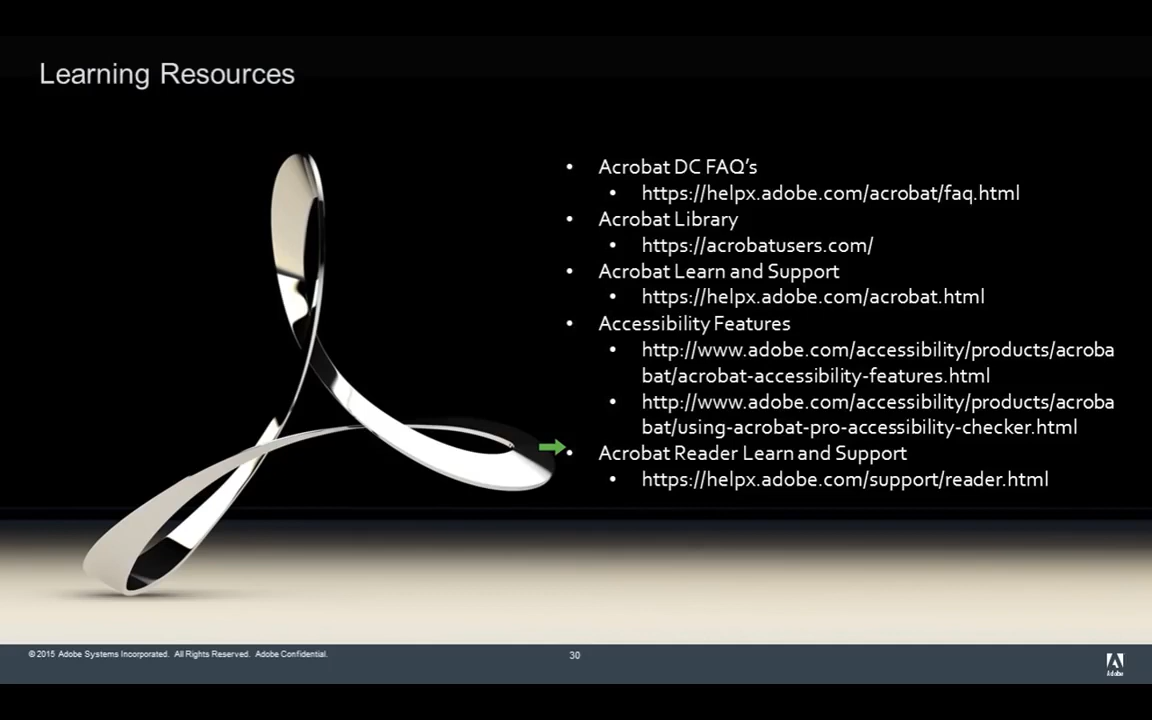 Learning Resources
• Acrobat DC FAQ’s
• https://helpx.adobe.com/acrobat/faq.html
• Acrobat Library
• https://acrobatusers.com/
• Acrobat Learn and Support
• https://helpx.adobe.com/acrobat.html
• Accessibility Features
• http://www.adobe.com/accessibility/products/acroba
bat/acrobat-accessibility-features.html
• http://www.adobe.com/accessibility/products/acroba
bat/using-acrobat-pro-accessibility-checker.html
• Acrobat Reader Learn and Support
• https://helpx.adobe.com/support/reader.html
© 2015 Adobe Systems Incorporated. All Rights Reserved. Adobe Confidential.
30
Adobe